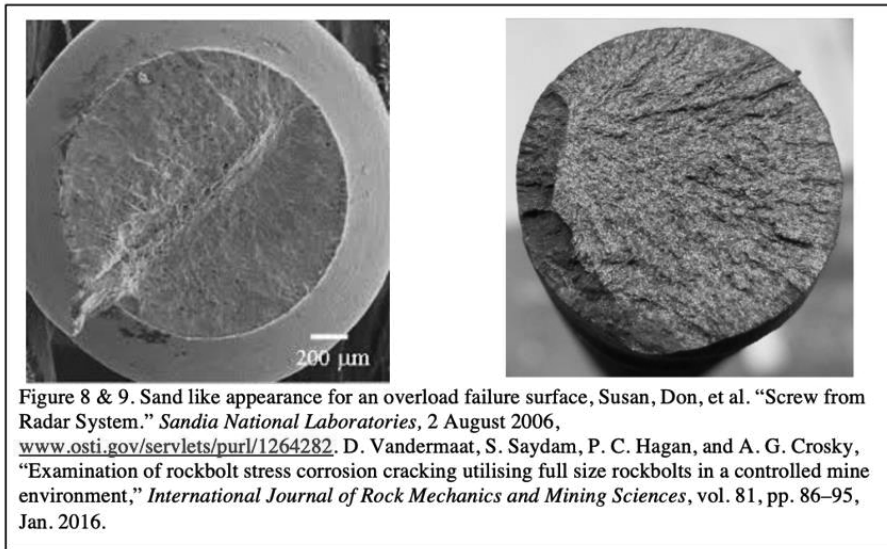 200 μm
Figure 8 & 9. Sand like appearance for an overload failure surface, Susan, Don, et al. “Screw from
Radar System.” Sandia National Laboratories, 2 August 2006,
www.osti.gov/servlets/purl/1264282. D. Vandermaat, S. Saydam, P. C. Hagan, and A. G. Crosky,
“Examination of rockbolt stress corrosion cracking utilising full size rockbolts in a controlled mine
environment,” International Journal of Rock Mechanics and Mining Sciences, vol. 81, pp. 86–95,
Jan. 2016.